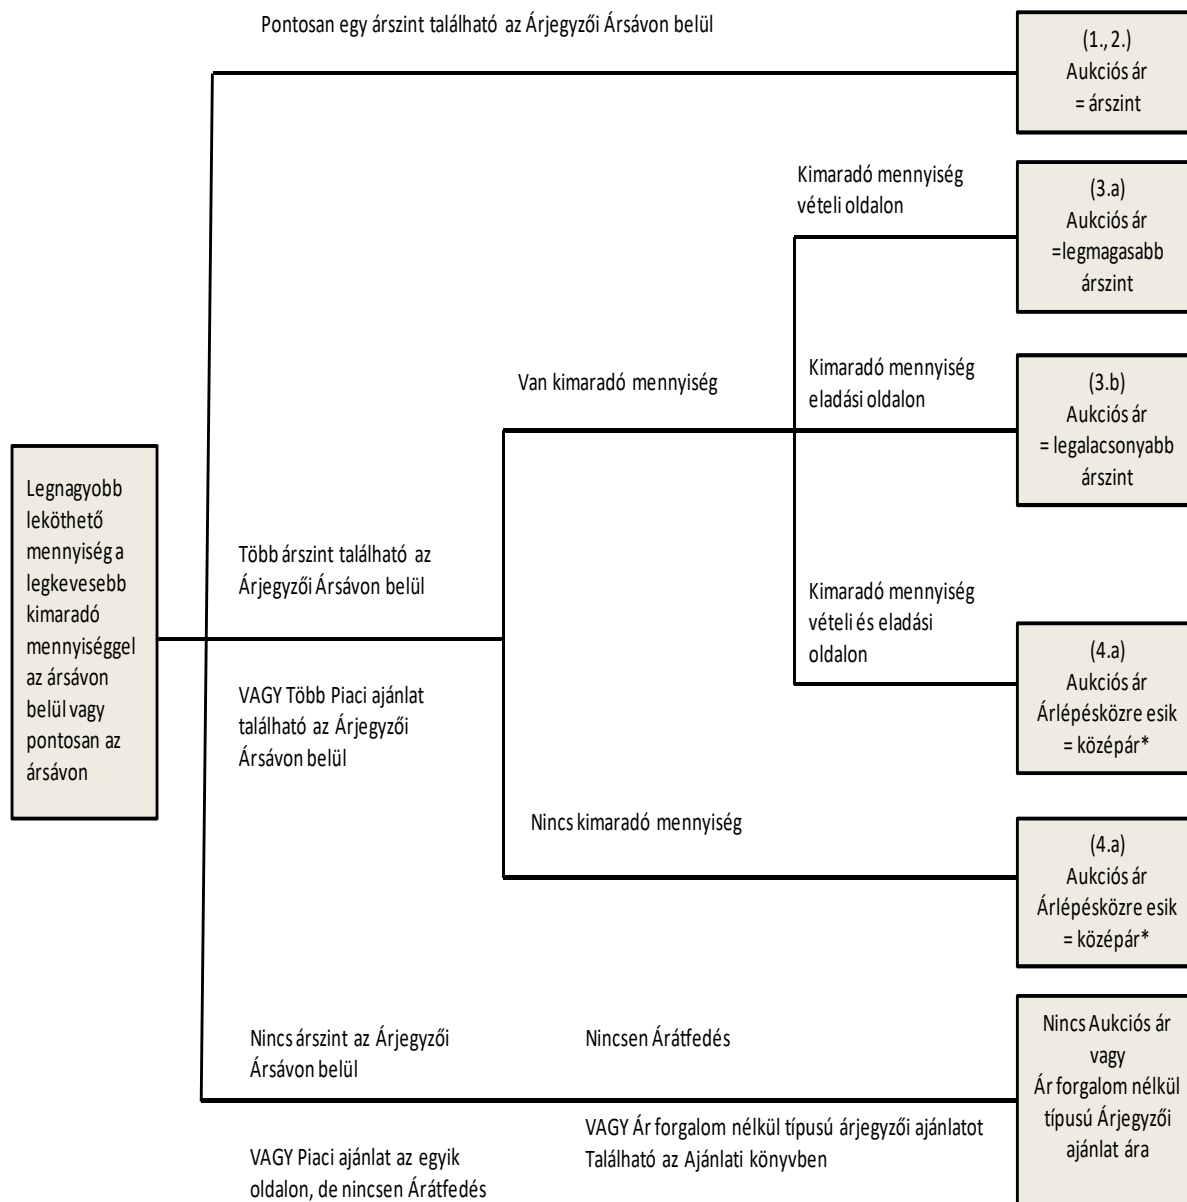 Pontosan egy árszint található az Árjegyzői Ársávon belül
(1., 2.)
Aukciós ár
= árszint
Kimaradó mennyiség
vételi oldalon
(3.a)
Aukciós ár
=legmagasabb
árszint
Van kimaradó mennyiség
Kimaradó mennyiség
eladási oldalon
(3.b)
Aukciós ár
= legalacsonyabb
árszint
Legnagyobb
leköthető
mennyiség a
legkevesebb
kimaradó
mennyiséggel
az ársávon
belül vagy
pontosan az
ársávon
Több árszint található az
Árjegyzői Ársávon belül
VAGY Több Piaci ajánlat
található az Árjegyzői
Ársávon belül
Kimaradó mennyiség
vételi és eladási
oldalon
(4.a)
Aukciós ár
Árlépésközre esik
= középár*
Nincs kimaradó mennyiség
(4.a)
Aukciós ár
Árlépésközre esik
= középár*
Nincs árszint az Árjegyzői
Ársávon belül
Nincsen Árátfedés
VAGY Piaci ajánlat az egyik
oldalon, de nincsen Árátfedés
VAGY Ár forgalom nélkül típusú árjegyzői ajánlatot
Található az Ajánlati könyvben
Nincs Aukciós ár
vagy
Ár forgalom nélkül
típusú Árjegyzői
ajánlat ára